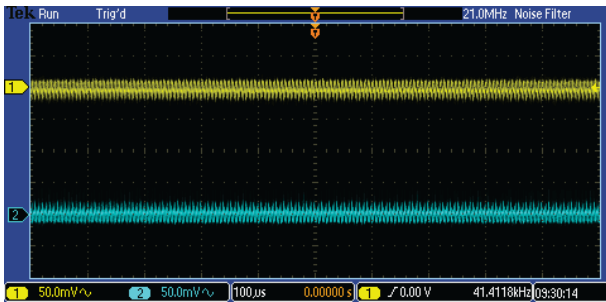 Tek Run Trig'd 21.0MHz Noise Filter
1
2
1 50.0mV∿ 2 50.0mV∿ 100µs 0.00000 s 1 ƒ 0.00 V 41.4118kHz 09:30:14